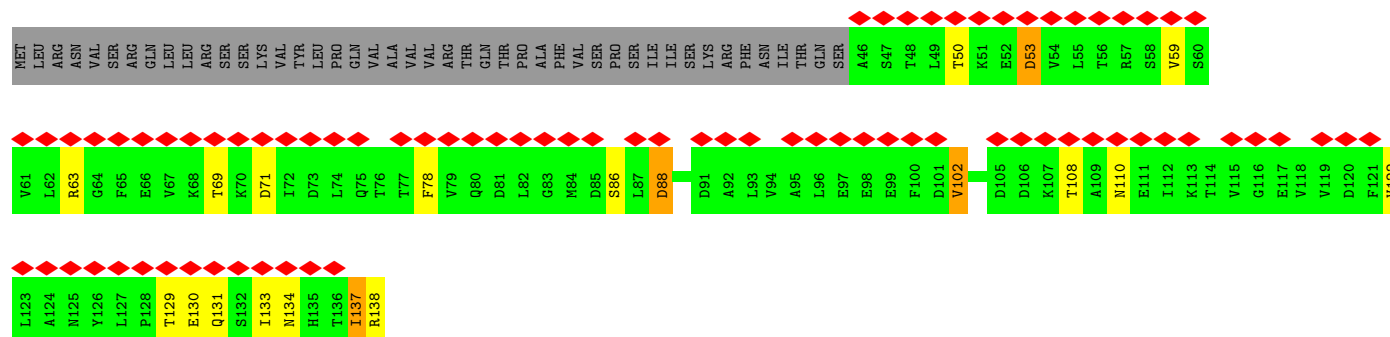 MET LEU ARG ASN VAL SER ARG GLN LEU LEU ARG SER SER LYS VAL TYR LEU PRO GLN VAL ALA VAL VAL ARG THR GLN THR PRO ALA PHE VAL SER PRO SER ILE ILE SER LYS ARG PHE ASN ILE THR GLN SER A46 S47 T48 L49 T50 K51 E52 D53 V54 L55 T56 R57 S58 V59 S60
V61 L62 R63 G64 F65 E66 V67 K68 T69 K70 D71 I72 D73 L74 Q75 T76 T77 F78 V79 Q80 D81 L82 G83 M84 D85 S86 L87 D88 D91 A92 L93 V94 A95 L96 E97 E98 E99 F100 D101 V102 D105 D106 K107 T108 A109 N110 E111 I112 K113 T114 V115 G116 E117 V118 V119 D120 F121
L123 A124 N125 Y126 L127 P128 T129 E130 Q131 S132 I133 N134 H135 T136 I137 R138